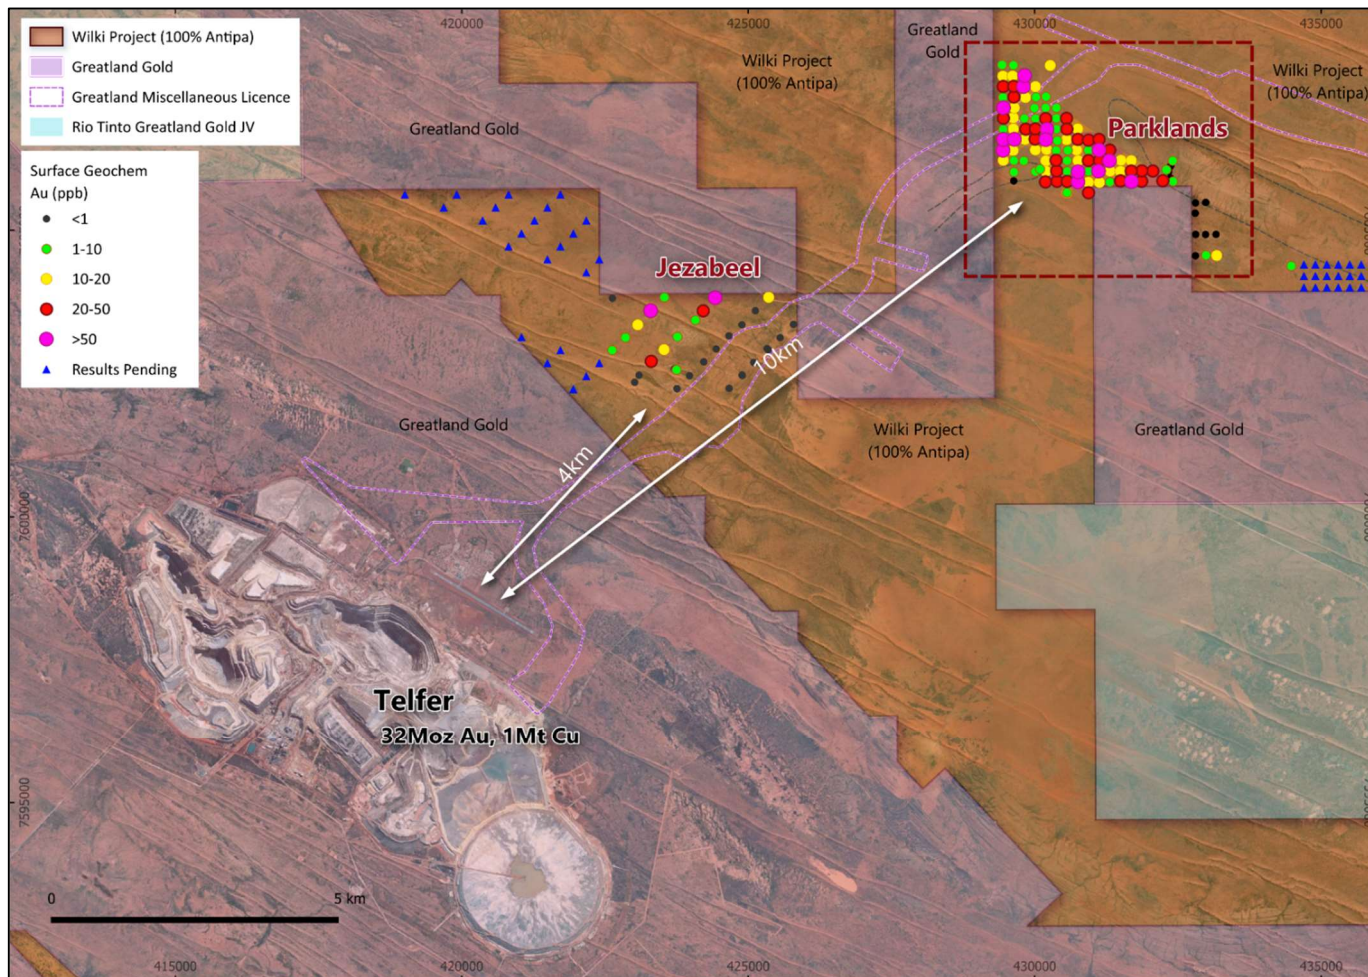 Wilki Project (100% Antipa)
Greatland Gold
Greatland Miscellaneous Licence
Rio Tinto Greatland Gold JV
Surface Geochem
Au (ppb)
<1
1-10
10-20
20-50
>50
Results Pending
420000
425000
430000
435000
Greatland
Gold
Wilki Project
(100% Antipa)
Wilki Project
(100% Antipa)
Greatland Gold
Parklands
Jezabeel
10km
Greatland Gold
Wilki Project
(100% Antipa)
Greatland Gold
4km
7600000
Telfer
32Moz Au, 1Mt Cu
7595000
0
5 km
415000
420000
425000
430000
435000